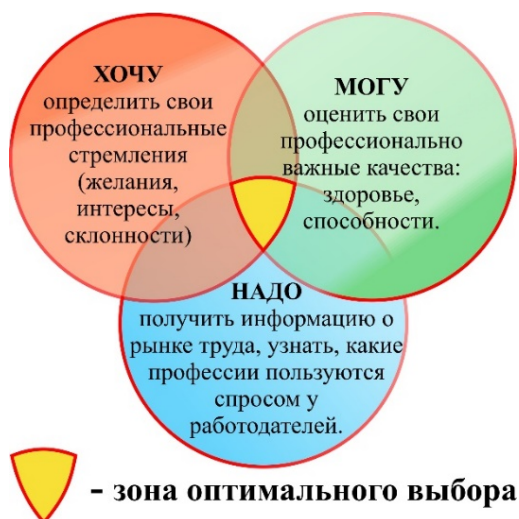 ХОЧУ
определить свои
профессиональные
стремления
(желания,
интересы,
склонности)
МОГУ
оценить свои
профессионально
важные качества:
здоровье,
способности.
НАДО
получить информацию о
рынке труда, узнать, какие
профессии пользуются
спросом у
работодателей.
- зона оптимального выбора